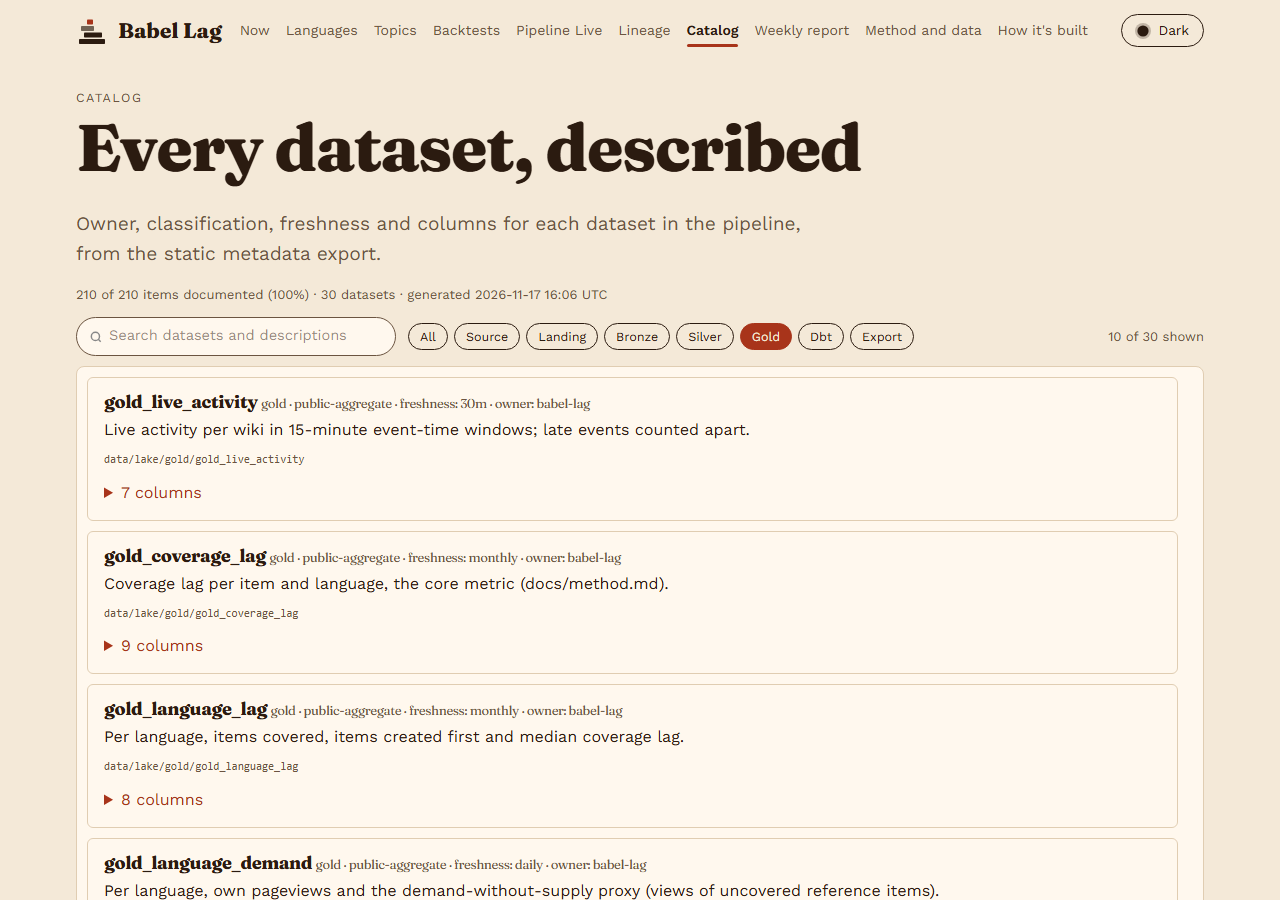 Babel Lag Now Languages Topics Backtests Pipeline Live Lineage Catalog Weekly report Method and data How it's built Dark
CATALOG
Every dataset, described
Owner, classification, freshness and columns for each dataset in the pipeline,
from the static metadata export.
210 of 210 items documented (100%) · 30 datasets · generated 2026-11-17 16:06 UTC
Search datasets and descriptions All Source Landing Bronze Silver Gold Dbt Export 10 of 30 shown
gold_live_activity gold · public-aggregate · freshness: 30m · owner: babel-lag
Live activity per wiki in 15-minute event-time windows; late events counted apart.
data/lake/gold/gold_live_activity
7 columns
gold_coverage_lag gold · public-aggregate · freshness: monthly · owner: babel-lag
Coverage lag per item and language, the core metric (docs/method.md).
data/lake/gold/gold_coverage_lag
9 columns
gold_language_lag gold · public-aggregate · freshness: monthly · owner: babel-lag
Per language, items covered, items created first and median coverage lag.
data/lake/gold/gold_language_lag
8 columns
gold_language_demand gold · public-aggregate · freshness: daily · owner: babel-lag
Per language, own pageviews and the demand-without-supply proxy (views of uncovered reference items).